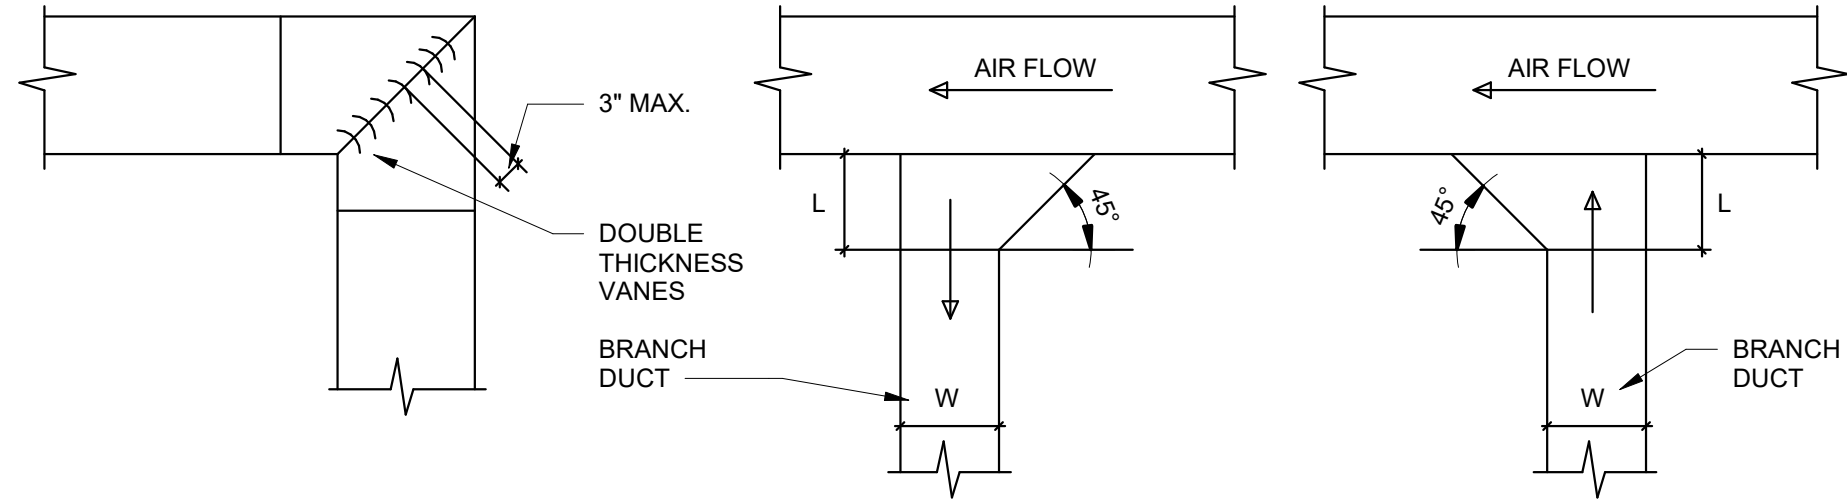 3" MAX.
DOUBLE
THICKNESS
VANES
AIR FLOW
L
45°
BRANCH
DUCT
W
AIR FLOW
45°
L
BRANCH
DUCT
W